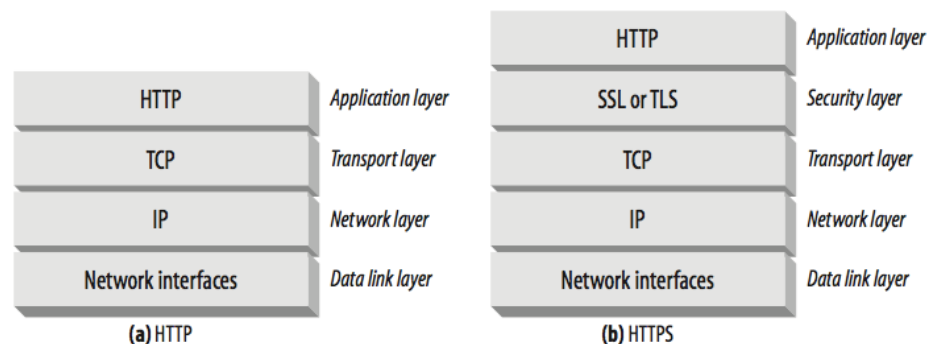 HTTP Application layer
HTTP Application layer SSL or TLS Security layer
TCP Transport layer TCP Transport layer
IP Network layer IP Network layer
Network interfaces Data link layer Network interfaces Data link layer
(a) HTTP (b) HTTPS